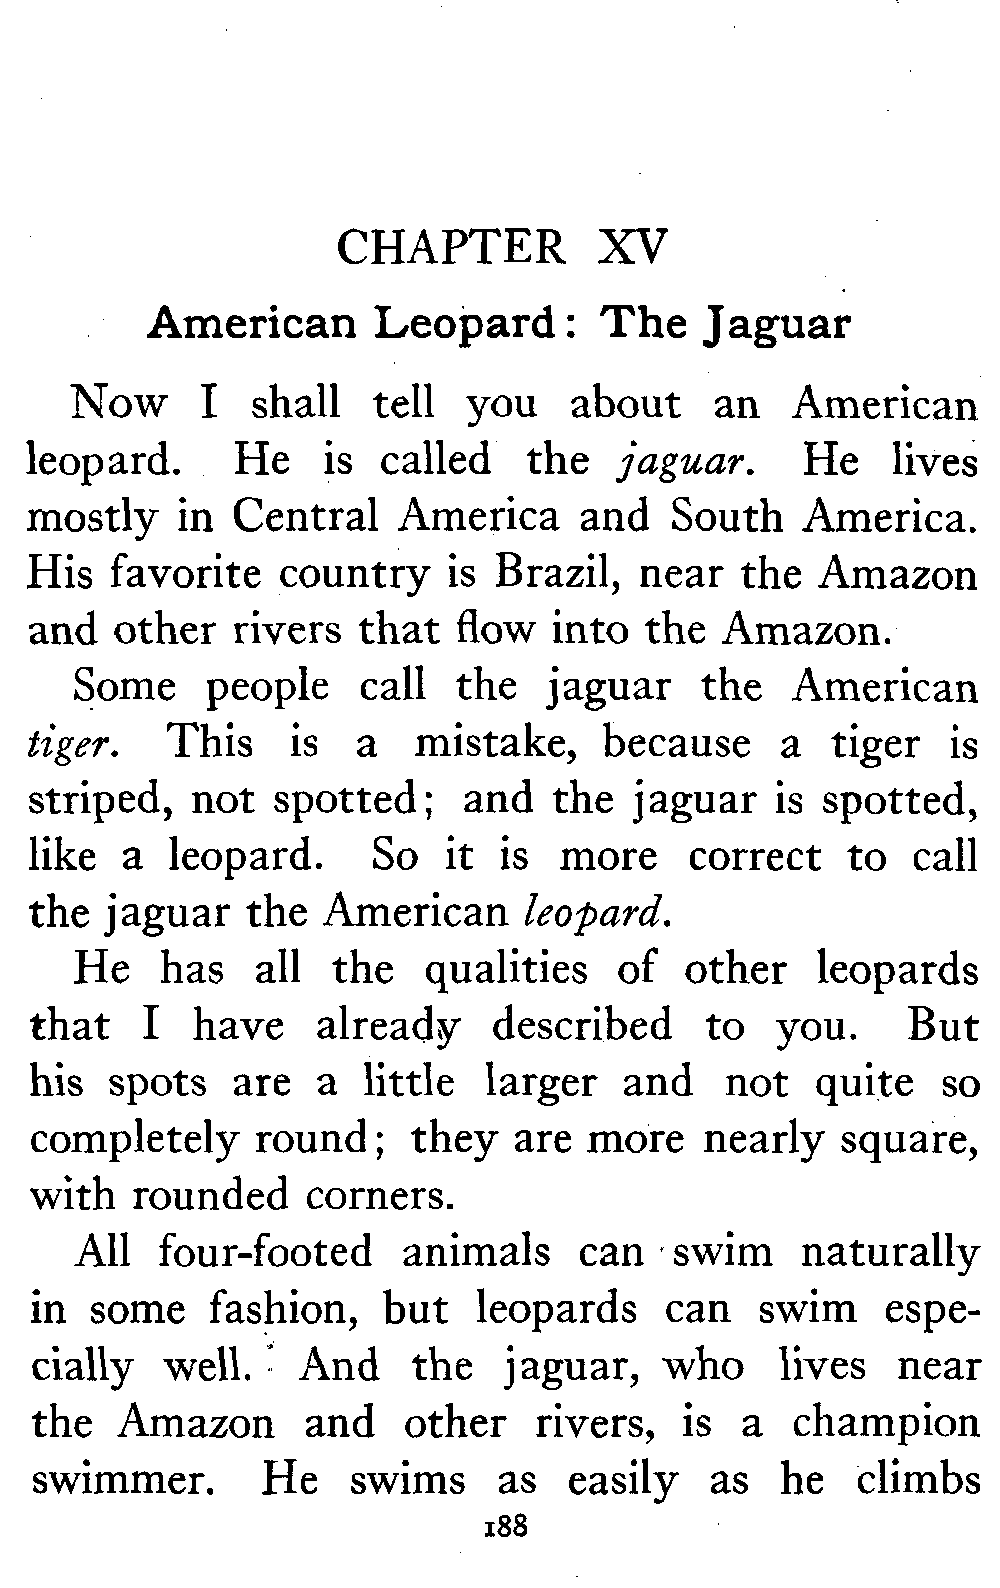 CHAPTER XV
American Leopard: The Jaguar
Now I shall tell you about an American
leopard. He is called the jaguar. He lives
mostly in Central America and South America.
His favorite country is Brazil, near the Amazon
and other rivers that flow into the Amazon.
Some people call the jaguar the American
tiger. This is a mistake, because a tiger is
striped, not spotted; and the jaguar is spotted,
like a leopard. So it is more correct to call
the jaguar the American leopard.
He has all the qualities of other leopards
that I have already described to you. But
his spots are a little larger and not quite so
completely round; they are more nearly square,
with rounded corners.
All four-footed animals can swim naturally
in some fashion, but leopards can swim espe-
cially well. And the jaguar, who lives near
the Amazon and other rivers, is a champion
swimmer. He swims as easily as he climbs
188